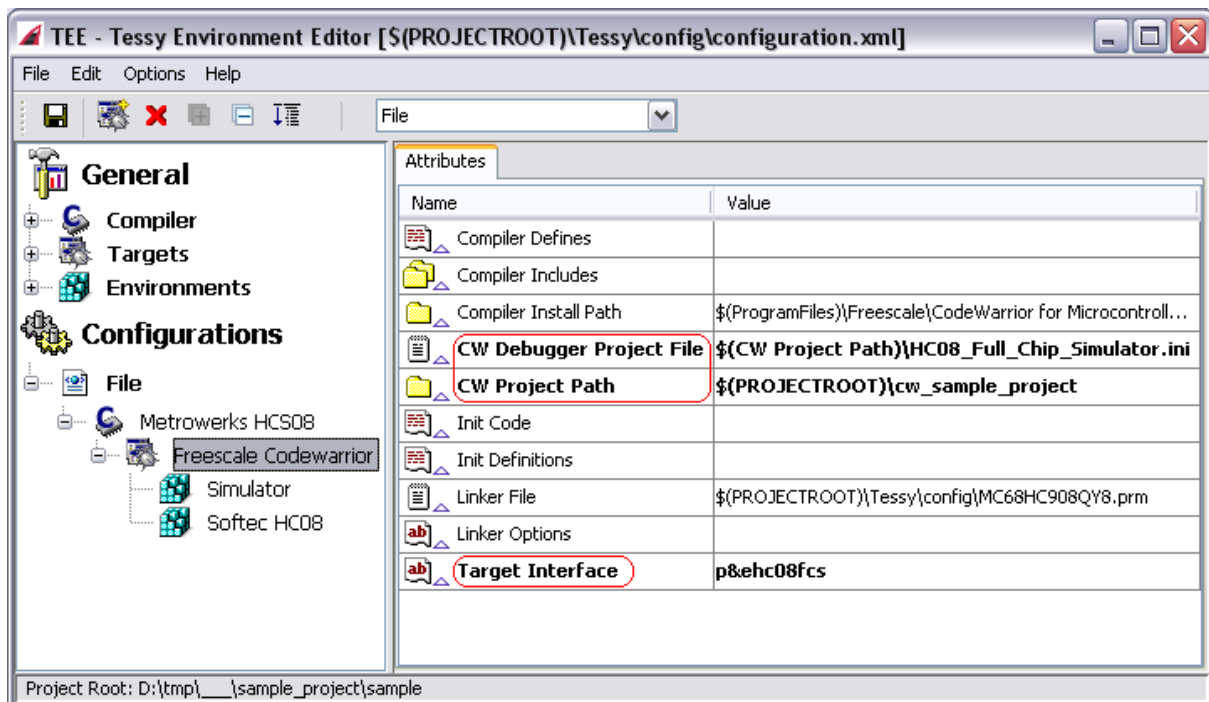 TEE - Tessy Environment Editor [$(PROJECTROOT)\Tessy\config\configuration.xml]
File Edit Options Help
File
General
Compiler
Targets
Environments
Configurations
File
Metrowerks HCS08
Freescale Codewarrior
Simulator
Softec HC08
Attributes
Name Value
Compiler Defines
Compiler Includes
Compiler Install Path $(ProgramFiles)\Freescale\CodeWarrior for Microcontroll...
CW Debugger Project File $(CW Project Path)\HC08_Full_Chip_Simulator.ini
CW Project Path $(PROJECTROOT)\cw_sample_project
Init Code
Init Definitions
Linker File $(PROJECTROOT)\Tessy\config\MC68HC908QY8.prm
ab Linker Options
ab Target Interface p&ehc08fcs
Project Root: D:\tmp\___\sample_project\sample